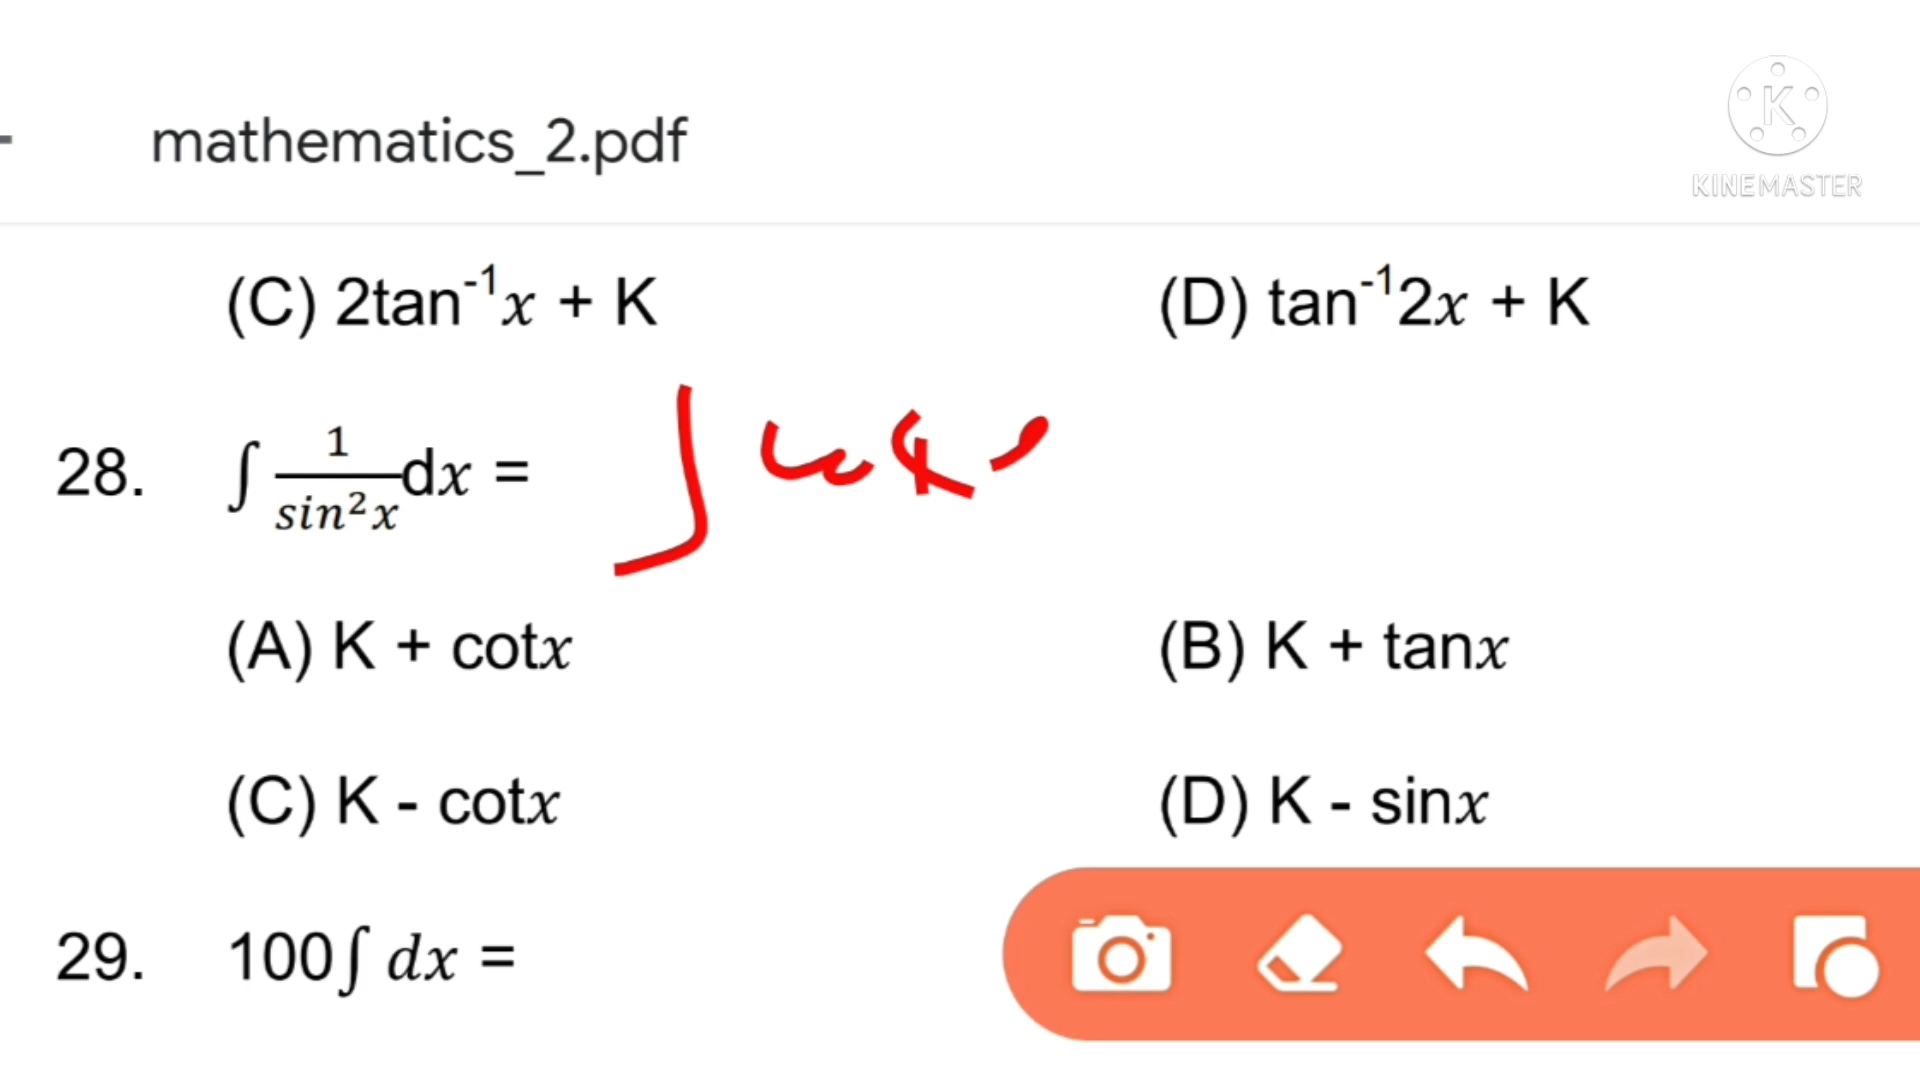 mathematics_2.pdf
K
KINEMASTER
(C) 2tan⁻¹x + K
(D) tan⁻¹2x + K
28. ∫ 1/sin²x dx = ∫
(A) K + cotx
(B) K + tanx
(C) K - cotx
(D) K - sinx
29. 100∫ dx =